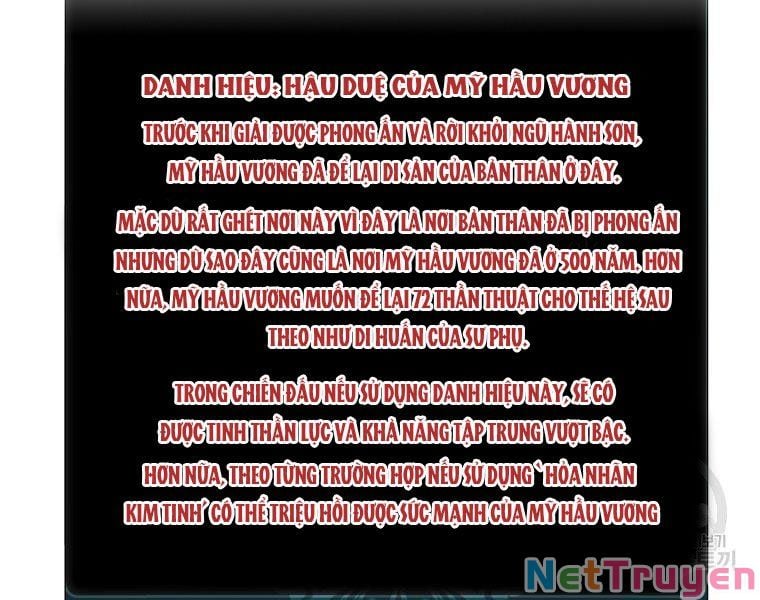 DANH HIỆU: HẬU DUỆ CỦA MỸ HẦU VƯƠNG
TRƯỚC KHI GIẢI ĐƯỢC PHONG ẤN VÀ RỜI KHỎI NGŨ HÀNH SƠN,
MỸ HẦU VƯƠNG ĐÃ ĐỂ LẠI DI SẢN CỦA BẢN THÂN Ở ĐÂY.
MẶC DÙ RẤT GHÉT NƠI NÀY VÌ ĐÂY LÀ NƠI BẢN THÂN ĐÃ BỊ PHONG ẤN
NHƯNG DÙ SAO ĐÂY CŨNG LÀ NƠI MỸ HẦU VƯƠNG ĐÃ Ở 500 NĂM. HƠN
NỮA, MỸ HẦU VƯƠNG MUỐN ĐỂ LẠI 72 THẦN THUẬT CHO THẾ HỆ SAU
THEO NHƯ DI HUẤN CỦA SƯ PHỤ.
TRONG CHIẾN ĐẤU NẾU SỬ DỤNG DANH HIỆU NÀY, SẼ CÓ
ĐƯỢC TINH THẦN LỰC VÀ KHẢ NĂNG TẬP TRUNG VƯỢT BẬC.
HƠN NỮA, THEO TỪNG TRƯỜNG HỢP NẾU SỬ DỤNG `HỎA NHÃN
KIM TINH´ CÓ THỂ TRIỆU HỒI ĐƯỢC SỨC MẠNH CỦA MỸ HẦU VƯƠNG
보기
토끼
NetTruyen